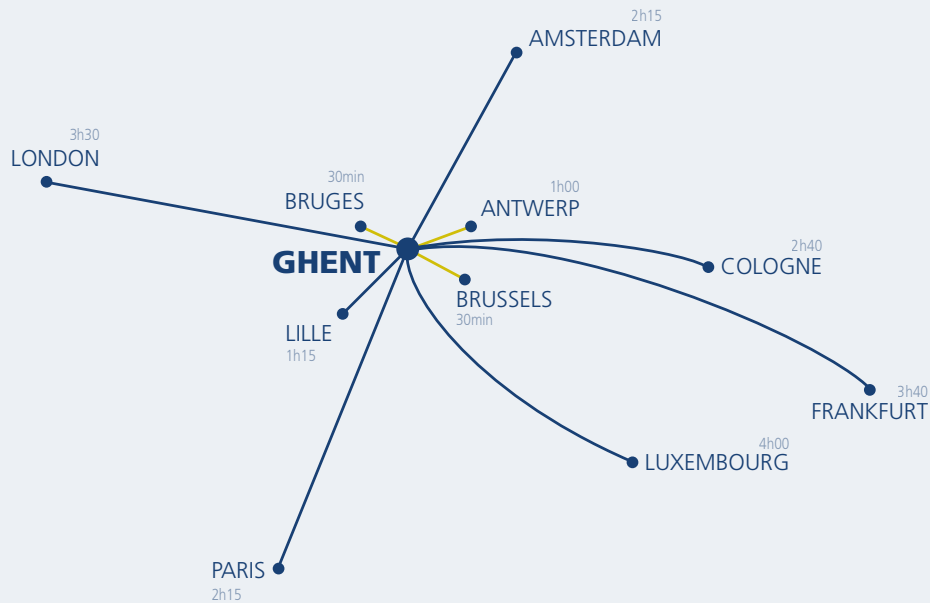 2h15
AMSTERDAM
3h30
LONDON
30min
BRUGES
1h00
ANTWERP
GHENT
2h40
COLOGNE
BRUSSELS
30min
LILLE
1h15
3h40
FRANKFURT
4h00
LUXEMBOURG
PARIS
2h15